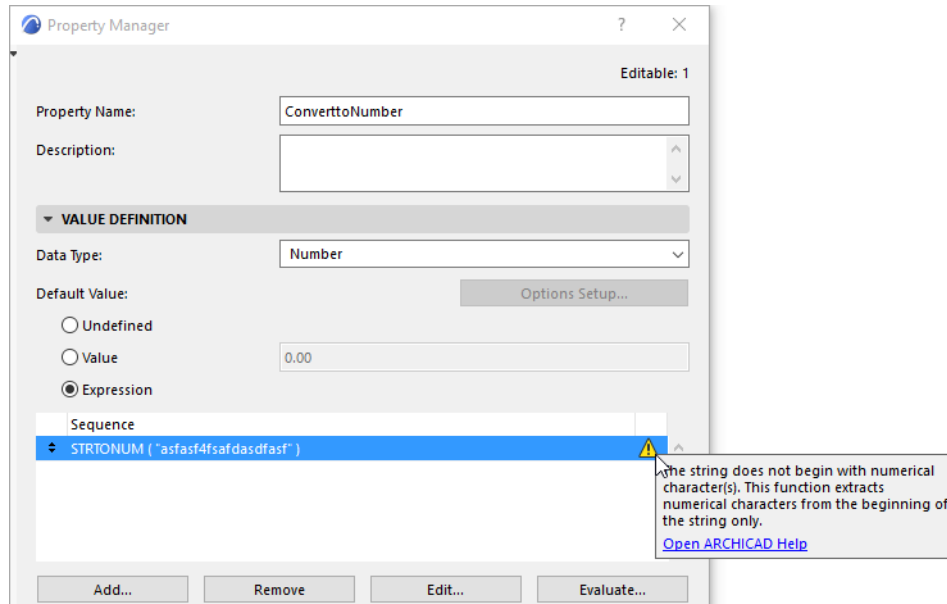 Property Manager
?
Editable: 1
Property Name:
ConverttoNumber
Description:
VALUE DEFINITION
Data Type:
Number
Default Value:
Options Setup...
Undefined
Value
0.00
Expression
Sequence
STRTONUM ( "asfasf4fsafdasdfasf" )
The string does not begin with numerical
character(s). This function extracts
numerical characters from the beginning of
the string only.
Open ARCHICAD Help
Add...
Remove
Edit...
Evaluate...